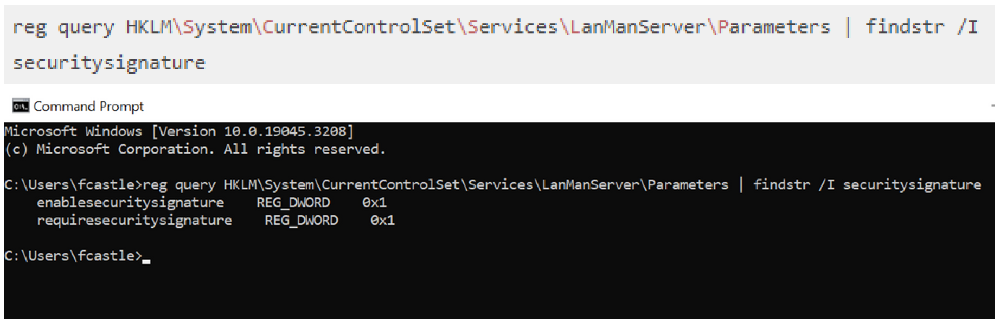 reg query HKLM\System\CurrentControlSet\Services\LanManServer\Parameters | findstr /I
securitysignature
C:\. Command Prompt
Microsoft Windows [Version 10.0.19045.3208]
(c) Microsoft Corporation. All rights reserved.
C:\Users\fcastle>reg query HKLM\System\CurrentControlSet\Services\LanManServer\Parameters | findstr /I securitysignature
    enablesecuritysignature    REG_DWORD    0x1
    requiresecuritysignature    REG_DWORD    0x1
C:\Users\fcastle>